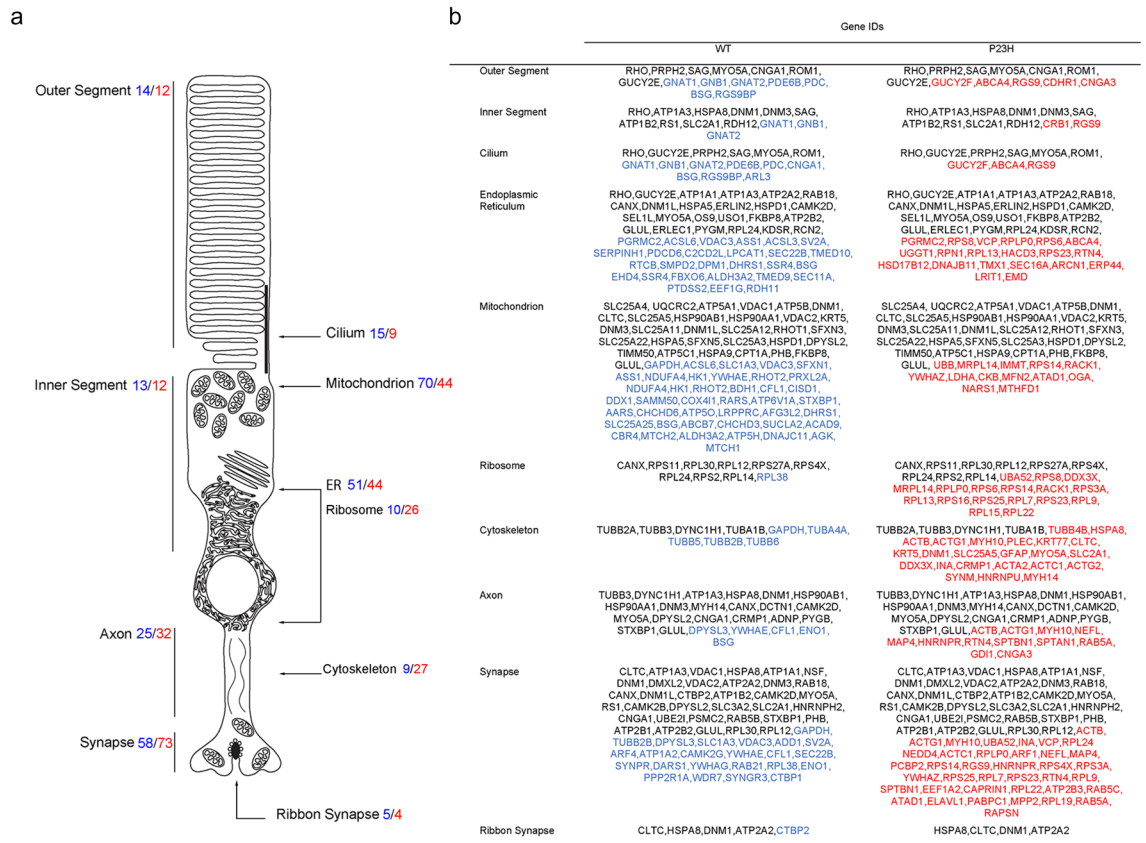 a
Outer Segment 14/12
Cilium 15/9
Inner Segment 13/12
Mitochondrion 70/44
ER 51/44
Ribosome 10/26
Axon 25/32
Cytoskeleton 9/27
Synapse 58/73
Ribbon Synapse 5/4
b
Gene IDs
WT
P23H
Outer Segment
RHO,PRPH2,SAG,MYO5A,CNGA1,ROM1,
GUCY2E,GNAT1,GNB1,GNAT2,PDE6B,PDC,
BSG,RGS9BP
RHO,PRPH2,SAG,MYO5A,CNGA1,ROM1,
GUCY2E,GUCY2F,ABCA4,RGS9,CDHR1,CNGA3
Inner Segment
RHO,ATP1A3,HSPA8,DNM1,DNM3,SAG,
ATP1B2,RS1,SLC2A1,RDH12,GNAT1,GNB1,
GNAT2
RHO,ATP1A3,HSPA8,DNM1,DNM3,SAG,
ATP1B2,RS1,SLC2A1,RDH12,CRB1,RGS9
Cilium
RHO,GUCY2E,PRPH2,SAG,MYO5A,ROM1,
GNAT1,GNB1,GNAT2,PDE6B,PDC,CNGA1,
BSG,RGS9BP,ARL3
RHO,GUCY2E,PRPH2,SAG,MYO5A,ROM1,
GUCY2F,ABCA4,RGS9
Endoplasmic
Reticulum
RHO,GUCY2E,ATP1A1,ATP1A3,ATP2A2,RAB18,
CANX,DNM1L,HSPA5,ERLIN2,HSPD1,CAMK2D,
SEL1L,MYO5A,OS9,USO1,FKBP8,ATP2B2,
GLUL,ERLEC1,PYGM,RPL24,KDSR,RCN2,
PGRMC2,ACSL6,VDAC3,ASS1,ACSL3,SV2A,
SERPINH1,PDCD6,C2CD2L,LPCAT1,SEC22B,TMED10,
RTCB,SMPD2,DPM1,DHRS1,SSR4,BSG
EHD4,SSR4,FBXO6,ALDH3A2,TMED9,SEC11A,
PTDSS2,EEF1G,RDH11
RHO,GUCY2E,ATP1A1,ATP1A3,ATP2A2,RAB18,
CANX,DNM1L,HSPA5,ERLIN2,HSPD1,CAMK2D,
SEL1L,MYO5A,OS9,USO1,FKBP8,ATP2B2,
GLUL,ERLEC1,PYGM,RPL24,KDSR,RCN2,
PGRMC2,RPS8,VCP,RPLP0,RPS6,ABCA4,
UGGT1,RPN1,RPL13,HACD3,RPS23,RTN4,
HSD17B12,DNAJB11,TMX1,SEC16A,ARCN1,ERP44,
LRIT1,EMD
Mitochondrion
SLC25A4, UQCRC2,ATP5A1,VDAC1,ATP5B,DNM1,
CLTC,SLC25A5,HSP90AB1,HSP90AA1,VDAC2,KRT5,
DNM3,SLC25A11,DNM1L,SLC25A12,RHOT1,SFXN3,
SLC25A22,HSPA5,SFXN5,SLC25A3,HSPD1,DPYSL2,
TIMM50,ATP5C1,HSPA9,CPT1A,PHB,FKBP8,
GLUL,GAPDH,ACSL6,SLC1A3,VDAC3,SFXN1,
ASS1,NDUFA4,HK1,YWHAE,RHOT2,PRXL2A,
NDUFA4,HK1,RHOT2,BDH1,CFL1,CISD1,
DDX1,SAMM50,COX4I1,RARS,ATP6V1A,STXBP1,
AARS,CHCHD6,ATP5O,LRPPRC,AFG3L2,DHRS1,
SLC25A25,BSG,ABCB7,CHCHD3,SUCLA2,ACAD9,
CBR4,MTCH2,ALDH3A2,ATP5H,DNAJC11,AGK,
MTCH1
SLC25A4, UQCRC2,ATP5A1,VDAC1,ATP5B,DNM1,
CLTC,SLC25A5,HSP90AB1,HSP90AA1,VDAC2,KRT5,
DNM3,SLC25A11,DNM1L,SLC25A12,RHOT1,SFXN3,
SLC25A22,HSPA5,SFXN5,SLC25A3,HSPD1,DPYSL2,
TIMM50,ATP5C1,HSPA9,CPT1A,PHB,FKBP8,
GLUL, UBB,MRPL14,IMMT,RPS14,RACK1,
YWHAZ,LDHA,CKB,MFN2,ATAD1,OGA,
NARS1,MTHFD1
Ribosome
CANX,RPS11,RPL30,RPL12,RPS27A,RPS4X,
RPL24,RPS2,RPL14,RPL38
CANX,RPS11,RPL30,RPL12,RPS27A,RPS4X,
RPL24,RPS2,RPL14,UBA52,RPS8,DDX3X,
MRPL14,RPLP0,RPS6,RPS14,RACK1,RPS3A,
RPL13,RPS16,RPS25,RPL7,RPS23,RPL9,
RPL15,RPL22
Cytoskeleton
TUBB2A,TUBB3,DYNC1H1,TUBA1B,GAPDH,TUBA4A,
TUBB5,TUBB2B,TUBB6
TUBB2A,TUBB3,DYNC1H1,TUBA1B,TUBB4B,HSPA8,
ACTB,ACTG1,MYH10,PLEC,KRT77,CLTC,
KRT5,DNM1,SLC25A5,GFAP,MYO5A,SLC2A1,
DDX3X,INA,CRMP1,ACTA2,ACTC1,ACTG2,
SYNM,HNRNPU,MYH14
Axon
TUBB3,DYNC1H1,ATP1A3,HSPA8,DNM1,HSP90AB1,
HSP90AA1,DNM3,MYH14,CANX,DCTN1,CAMK2D,
MYO5A,DPYSL2,CNGA1,CRMP1,ADNP,PYGB,
STXBP1,GLUL,DPYSL3,YWHAE,CFL1,ENO1,
BSG
TUBB3,DYNC1H1,ATP1A3,HSPA8,DNM1,HSP90AB1,
HSP90AA1,DNM3,MYH14,CANX,DCTN1,CAMK2D,
MYO5A,DPYSL2,CNGA1,CRMP1,ADNP,PYGB,
STXBP1,GLUL,ACTB,ACTG1,MYH10,NEFL,
MAP4,HNRNPR,RTN4,SPTBN1,SPTAN1,RAB5A,
GDI1,CNGA3
Synapse
CLTC,ATP1A3,VDAC1,HSPA8,ATP1A1,NSF,
DNM1,DMXL2,VDAC2,ATP2A2,DNM3,RAB18,
CANX,DNM1L,CTBP2,ATP1B2,CAMK2D,MYO5A,
RS1,CAMK2B,DPYSL2,SLC3A2,SLC2A1,HNRNPH2,
CNGA1,UBE2I,PSMC2,RAB5B,STXBP1,PHB,
ATP2B1,ATP2B2,GLUL,RPL30,RPL12,GAPDH,
TUBB2B,DPYSL3,SLC1A3,VDAC3,ADD1,SV2A,
ARF4,ATP1A2,CAMK2G,YWHAE,CFL1,SEC22B,
SYNPR,DARS1,YWHAG,RAB21,RPL38,ENO1,
PPP2R1A,WDR7,SYNGR3,CTBP1
CLTC,ATP1A3,VDAC1,HSPA8,ATP1A1,NSF,
DNM1,DMXL2,VDAC2,ATP2A2,DNM3,RAB18,
CANX,DNM1L,CTBP2,ATP1B2,CAMK2D,MYO5A,
RS1,CAMK2B,DPYSL2,SLC3A2,SLC2A1,HNRNPH2,
CNGA1,UBE2I,PSMC2,RAB5B,STXBP1,PHB,
ATP2B1,ATP2B2,GLUL,RPL30,RPL12,ACTB,
ACTG1,MYH10,UBA52,INA,VCP,RPL24
NEDD4,ACTC1,RPLP0,ARF1,NEFL,MAP4,
PCBP2,RPS14,RGS9,HNRNPR,RPS4X,RPS3A,
YWHAZ,RPS25,RPL7,RPS23,RTN4,RPL9,
SPTBN1,EEF1A2,CAPRIN1,RPL22,ATP2B3,RAB5C,
ATAD1,ELAVL1,PABPC1,MPP2,RPL19,RAB5A,
RAPSN
Ribbon Synapse
CLTC,HSPA8,DNM1,ATP2A2,CTBP2
HSPA8,CLTC,DNM1,ATP2A2